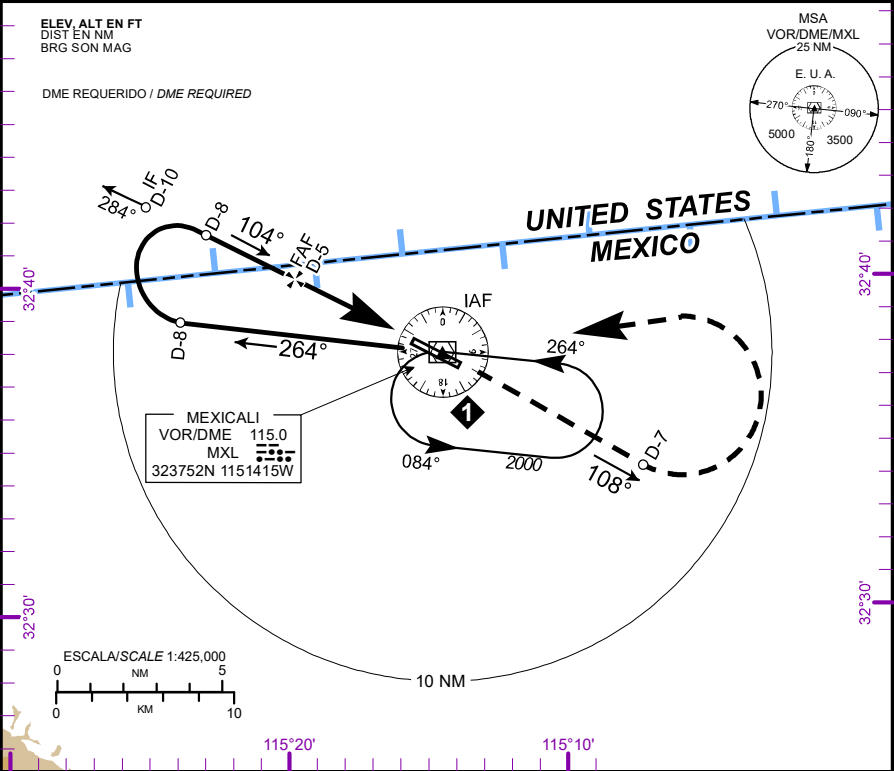 ELEV, ALT EN FT
DIST EN NM
BRG SON MAG
DME REQUERIDO / DME REQUIRED
MSA
VOR/DME/MXL
25 NM
E. U. A.
270°
090°
5000
3500
180°
IF
D-10
284°
D-8
104°
FAF
D-5
UNITED STATES
MEXICO
32°40'
32°40'
IAF
0
9
18
27
D-8
264°
264°
1
MEXICALI
VOR/DME 115.0
MXL
323752N 1151415W
084°
2000
D-7
108°
32°30'
32°30'
ESCALA/SCALE 1:425,000
0 NM 5
0 KM 10
10 NM
115°20'
115°10'